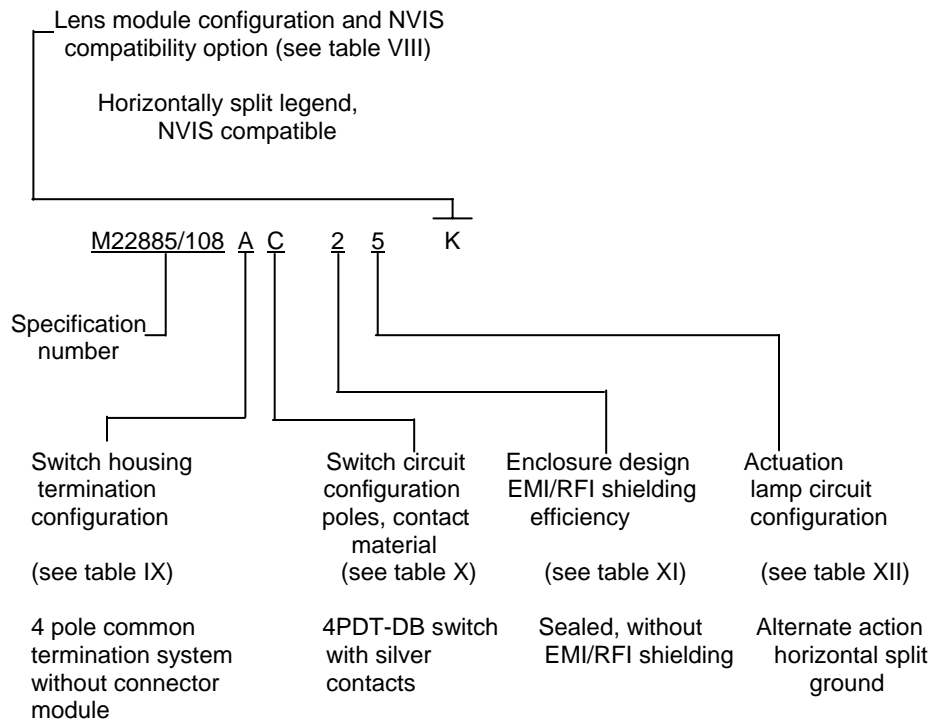 Lens module configuration and NVIS
compatibility option (see table VIII)
Horizontally split legend,
NVIS compatible
M22885/108 A C 2 5 K
Specification
number
Switch housing
termination
configuration
(see table IX)
4 pole common
termination system
without connector
module
Switch circuit
configuration
poles, contact
material
(see table X)
4PDT-DB switch
with silver
contacts
Enclosure design
EMI/RFI shielding
efficiency
(see table XI)
Sealed, without
EMI/RFI shielding
Actuation
lamp circuit
configuration
(see table XII)
Alternate action
horizontal split
ground